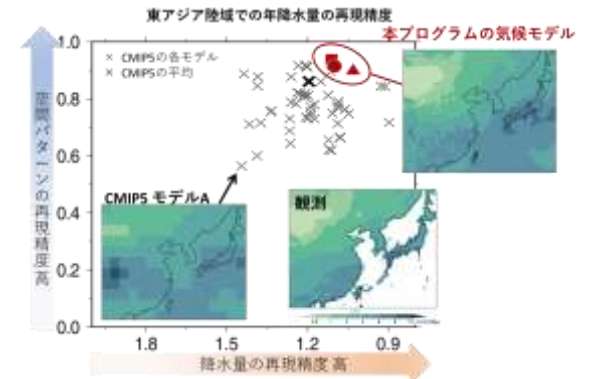 東アジア陸域での年降水量の再現精度
本プログラムの気候モデル
× CMIP5の各モデル
× CMIP5の平均
空間パターンの再現精度 高
1.0
0.8
0.6
0.4
0.2
0.0
CMIP5 モデルA
観測
1.8
1.5
1.2
0.9
降水量の再現精度 高